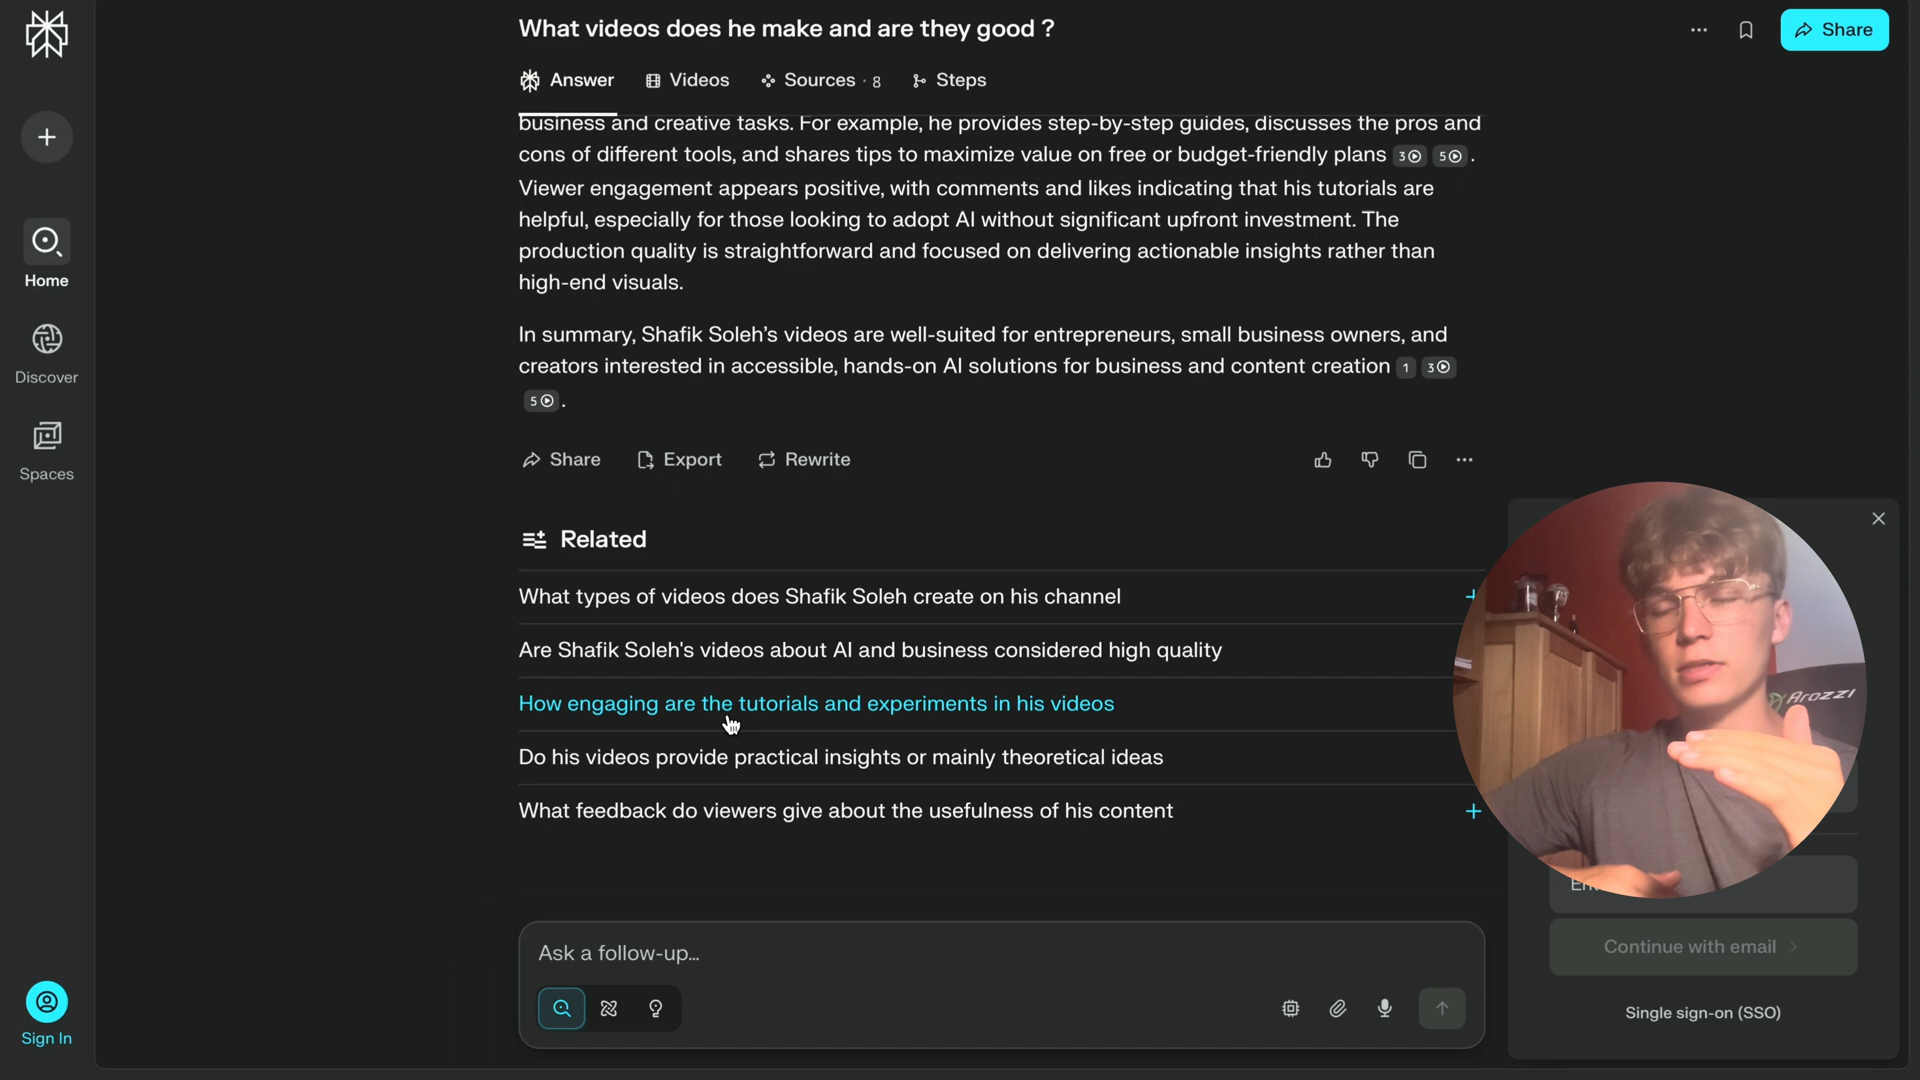 What videos does he make and are they good ?
Share
Answer
Videos
Sources · 8
Steps
business and creative tasks. For example, he provides step-by-step guides, discusses the pros and
cons of different tools, and shares tips to maximize value on free or budget-friendly plans 3 5 .
Viewer engagement appears positive, with comments and likes indicating that his tutorials are
helpful, especially for those looking to adopt AI without significant upfront investment. The
production quality is straightforward and focused on delivering actionable insights rather than
high-end visuals.
In summary, Shafik Soleh’s videos are well-suited for entrepreneurs, small business owners, and
creators interested in accessible, hands-on AI solutions for business and content creation 1 3
5 .
Share
Export
Rewrite
Related
What types of videos does Shafik Soleh create on his channel
Are Shafik Soleh's videos about AI and business considered high quality
How engaging are the tutorials and experiments in his videos
Do his videos provide practical insights or mainly theoretical ideas
What feedback do viewers give about the usefulness of his content
Ask a follow-up...
Home
Discover
Spaces
Sign In
Arozzi
Continue with email
Single sign-on (SSO)